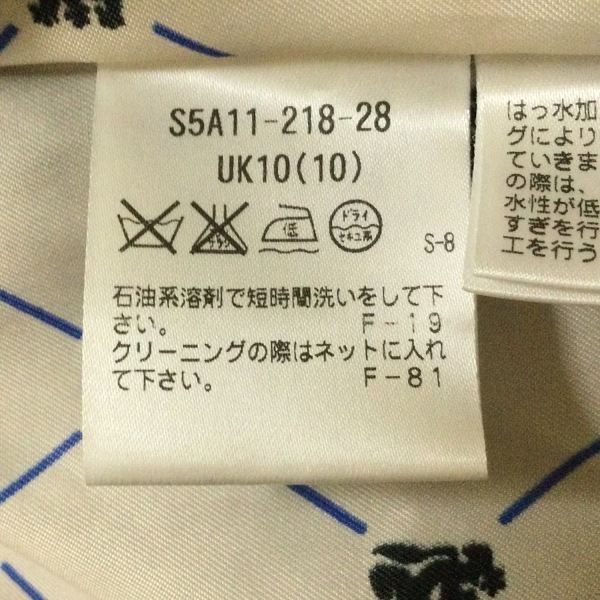 S5A11-218-28
UK10(10)
低
ドライ
セキユ系
S-8
石油系溶剤で短時間洗いをして下
さい。 F-19
クリーニングの際はネットに入れ
て下さい。 F-81
はっ水加
グにより
ていきま
の際は、
水性が低
すぎを行
工を行う